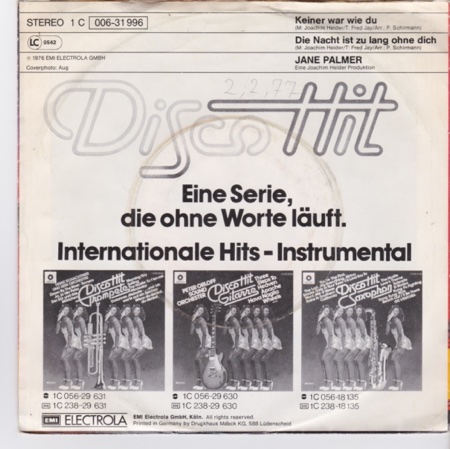 STEREO 1 C 006-31 996
LC 0542
℗ 1976 EMI ELECTROLA GMBH
Coverphoto: Aug
Keiner war wie du
(M. Joachim Heider/T: Fred Jay/Arr.: P. Schirmann)
Die Nacht ist zu lang ohne dich
(M. Joachim Heider/T: Fred Jay/Arr.: P. Schirmann)
JANE PALMER
Eine Joachim Heider Produktion
2,2,77
Disco Hit
Eine Serie,
die ohne Worte läuft.
Internationale Hits – Instrumental
Disco Hit
Trompete
PETER ORLOFF
SOUND
ORCHESTER
Disco Hit
Gitarre
Disco Hit
Saxophon
1C 056-29 631
1C 238-29 631
1C 056-29 630
1C 238-29 630
1C 056-18 135
1C 238-18 135
EMI ELECTROLA
EMI Electrola GmbH, Köln. All rights reserved.
Printed in Germany by Druckhaus Maack KG, 588 Lüdenscheid